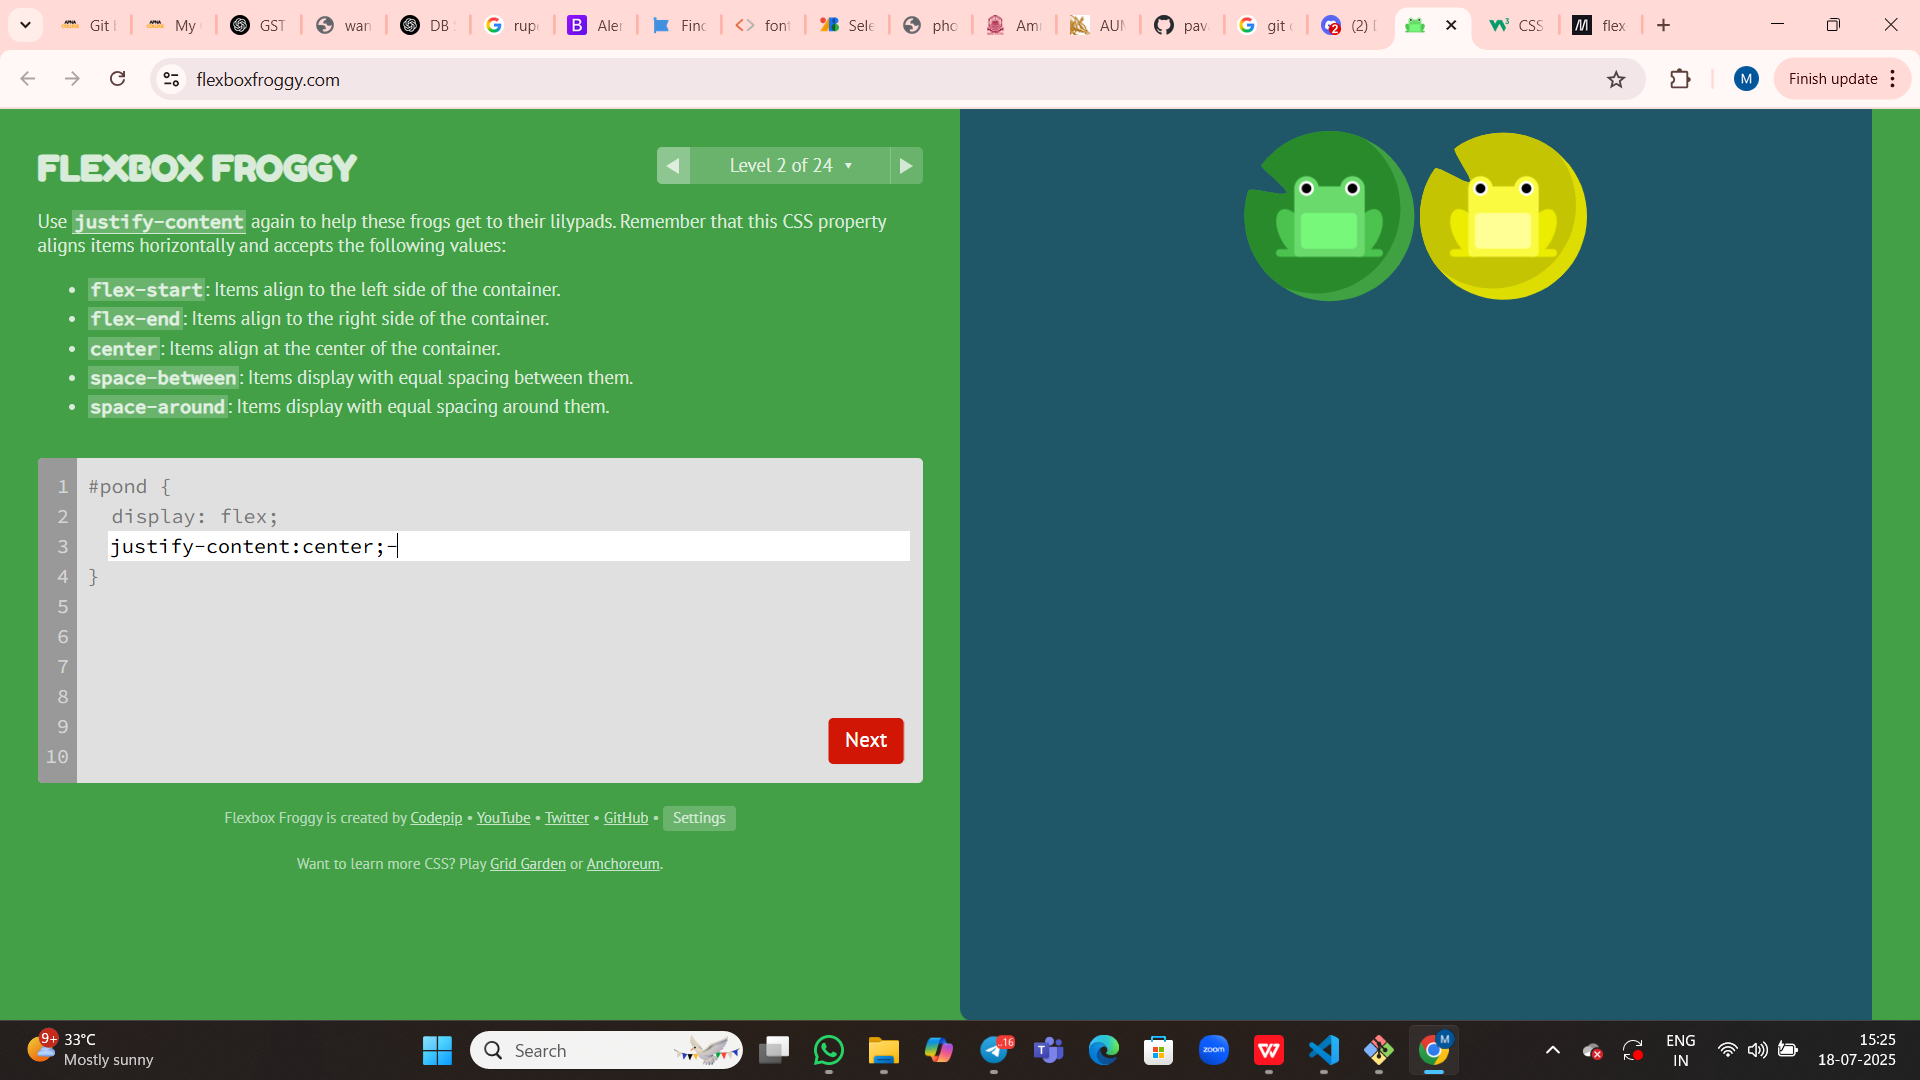 Git
My
GST
wan
DB
rup
Aler
Finc
font
Sele
pho
Am
AUM
pav
git
(2)
CSS
flex
flexboxfroggy.com
M
Finish update
FLEXBOX FROGGY
Level 2 of 24
Use justify-content again to help these frogs get to their lilypads. Remember that this CSS property
aligns items horizontally and accepts the following values:
• flex-start: Items align to the left side of the container.
• flex-end: Items align to the right side of the container.
• center: Items align at the center of the container.
• space-between: Items display with equal spacing between them.
• space-around: Items display with equal spacing around them.
1 #pond {
2 display: flex;
3 justify-content:center;-
4 }
5
6
7
8
9
10
Next
Flexbox Froggy is created by Codepip • YouTube • Twitter • GitHub • Settings
Want to learn more CSS? Play Grid Garden or Anchoreum.
9+
33°C
Mostly sunny
Search
16
zoom
M
ENG
IN
15:25
18-07-2025